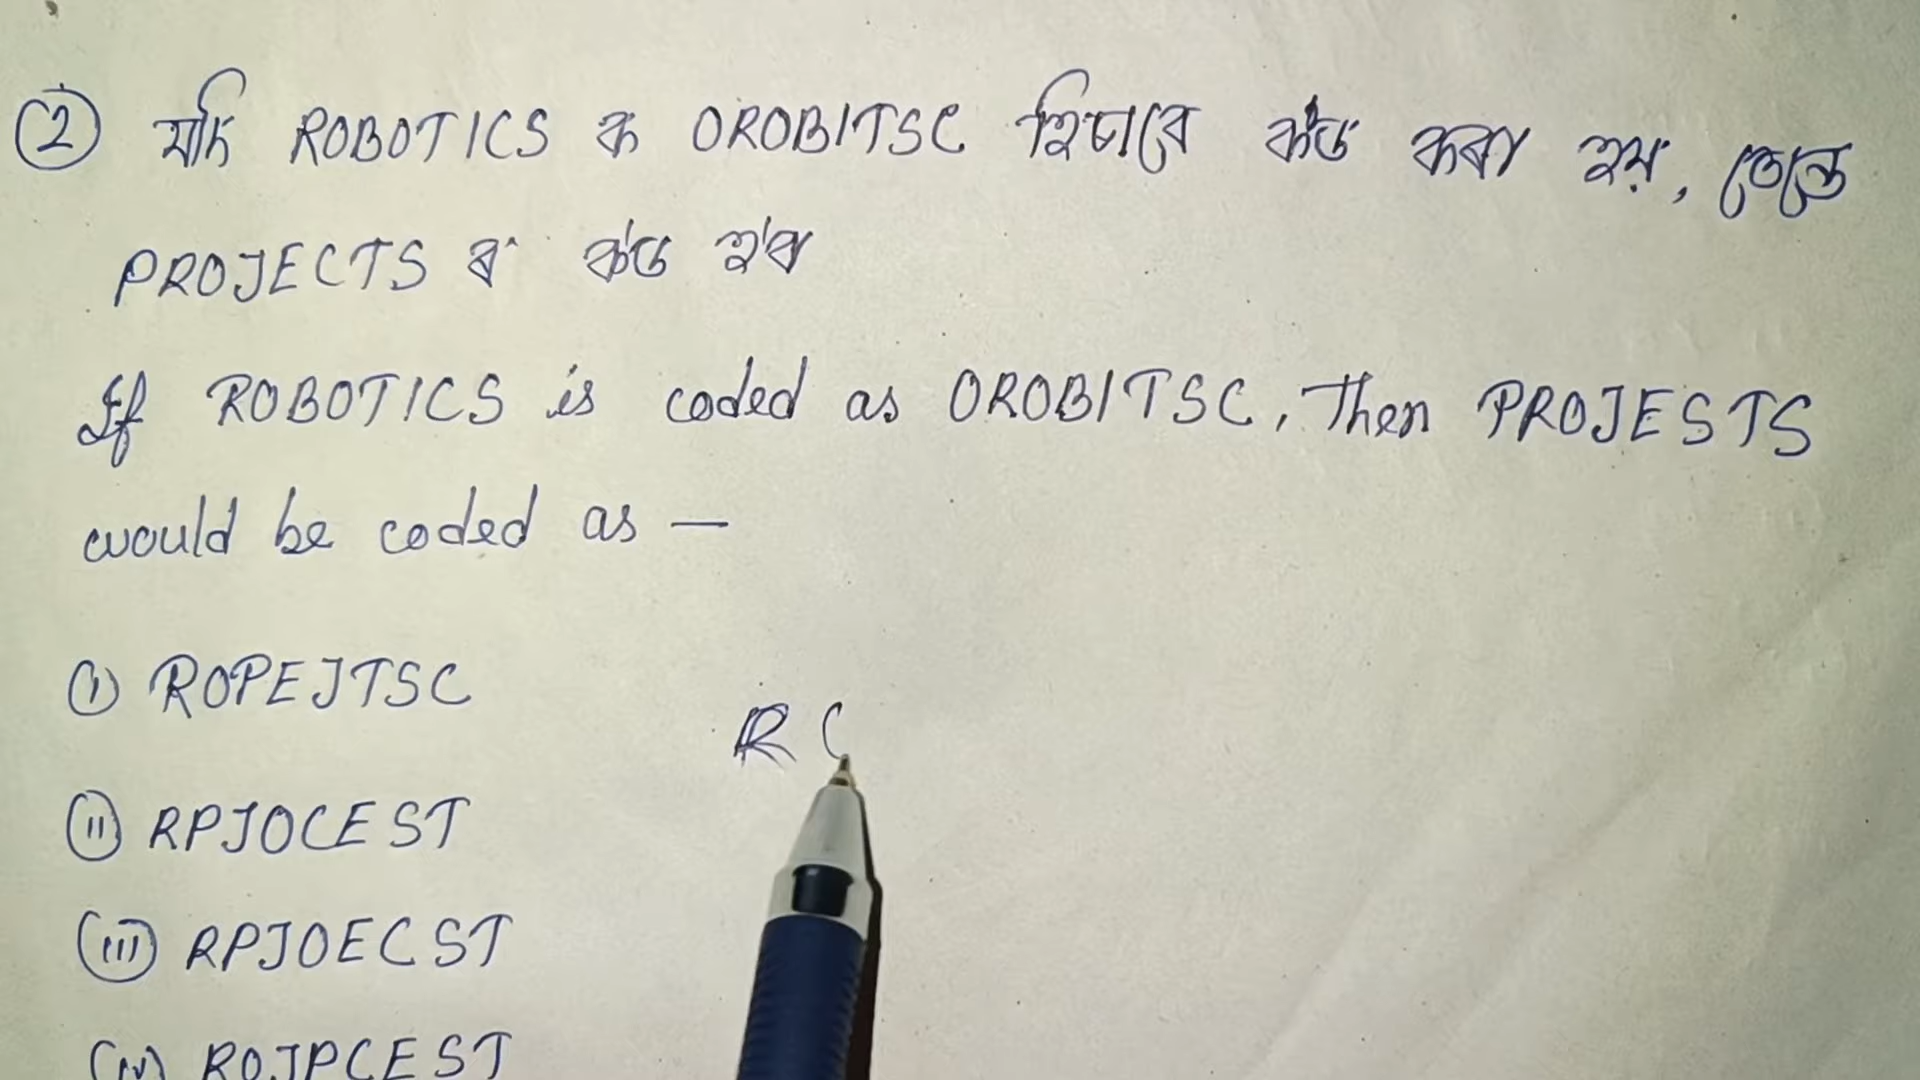 ② যদি ROBOTICS ক OROBITSC হিচাবে ক'ড কৰা হয়, তেন্তে
PROJECTS ৰ ক'ড হ'ব
If ROBOTICS is coded as OROBITSC, Then PROJESTS
would be coded as —
(i) ROPEJTSC
(ii) RPJOCEST
(iii) RPJOECST
(iv) ROJPCEST
R